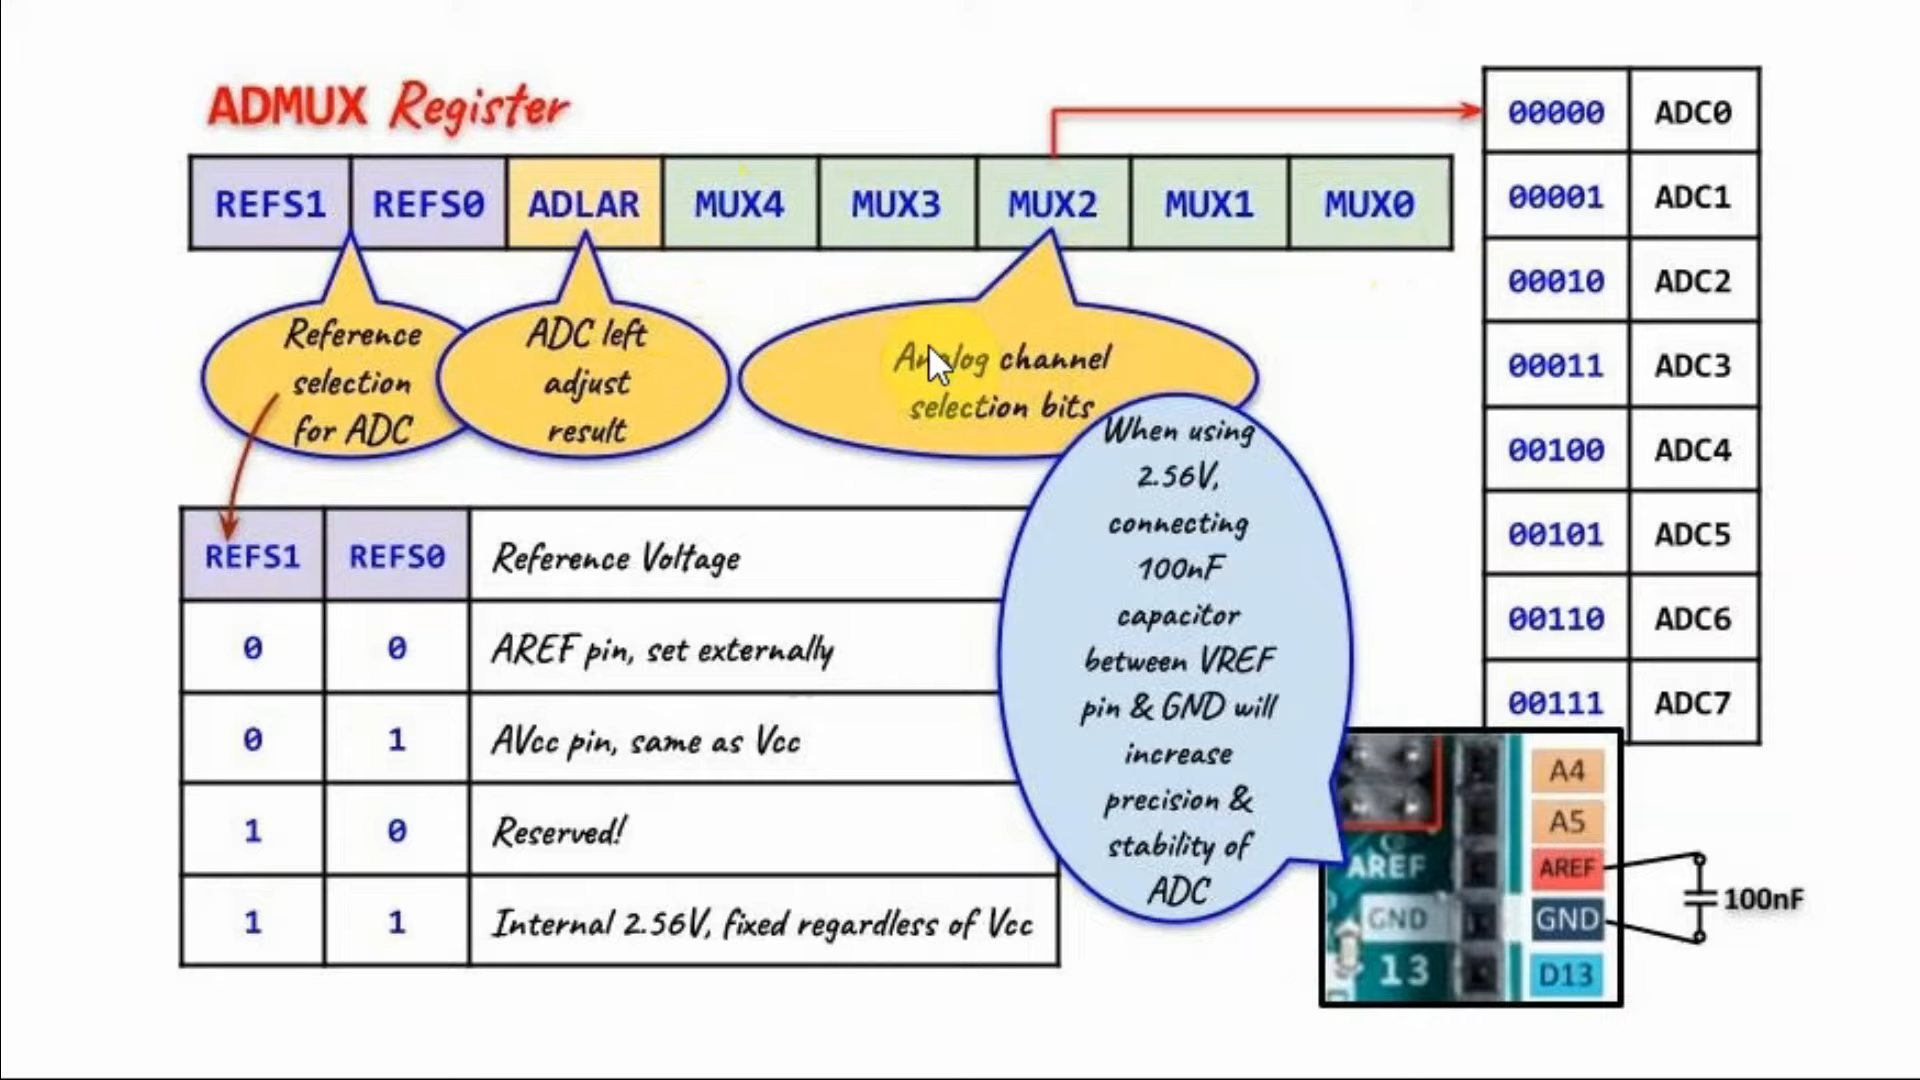 ADMUX Register
REFS1 REFS0 ADLAR MUX4 MUX3 MUX2 MUX1 MUX0
Reference
selection
for ADC
ADC left
adjust
result
Analog channel
selection bits
When using
2.56V,
connecting
100nF
capacitor
between VREF
pin & GND will
increase
precision &
stability of
ADC
REFS1 REFS0 Reference Voltage
0 0 AREF pin, set externally
0 1 AVcc pin, same as Vcc
1 0 Reserved!
1 1 Internal 2.56V, fixed regardless of Vcc
00000 ADC0
00001 ADC1
00010 ADC2
00011 ADC3
00100 ADC4
00101 ADC5
00110 ADC6
00111 ADC7
A4
A5
AREF AREF
GND GND
13 D13
100nF